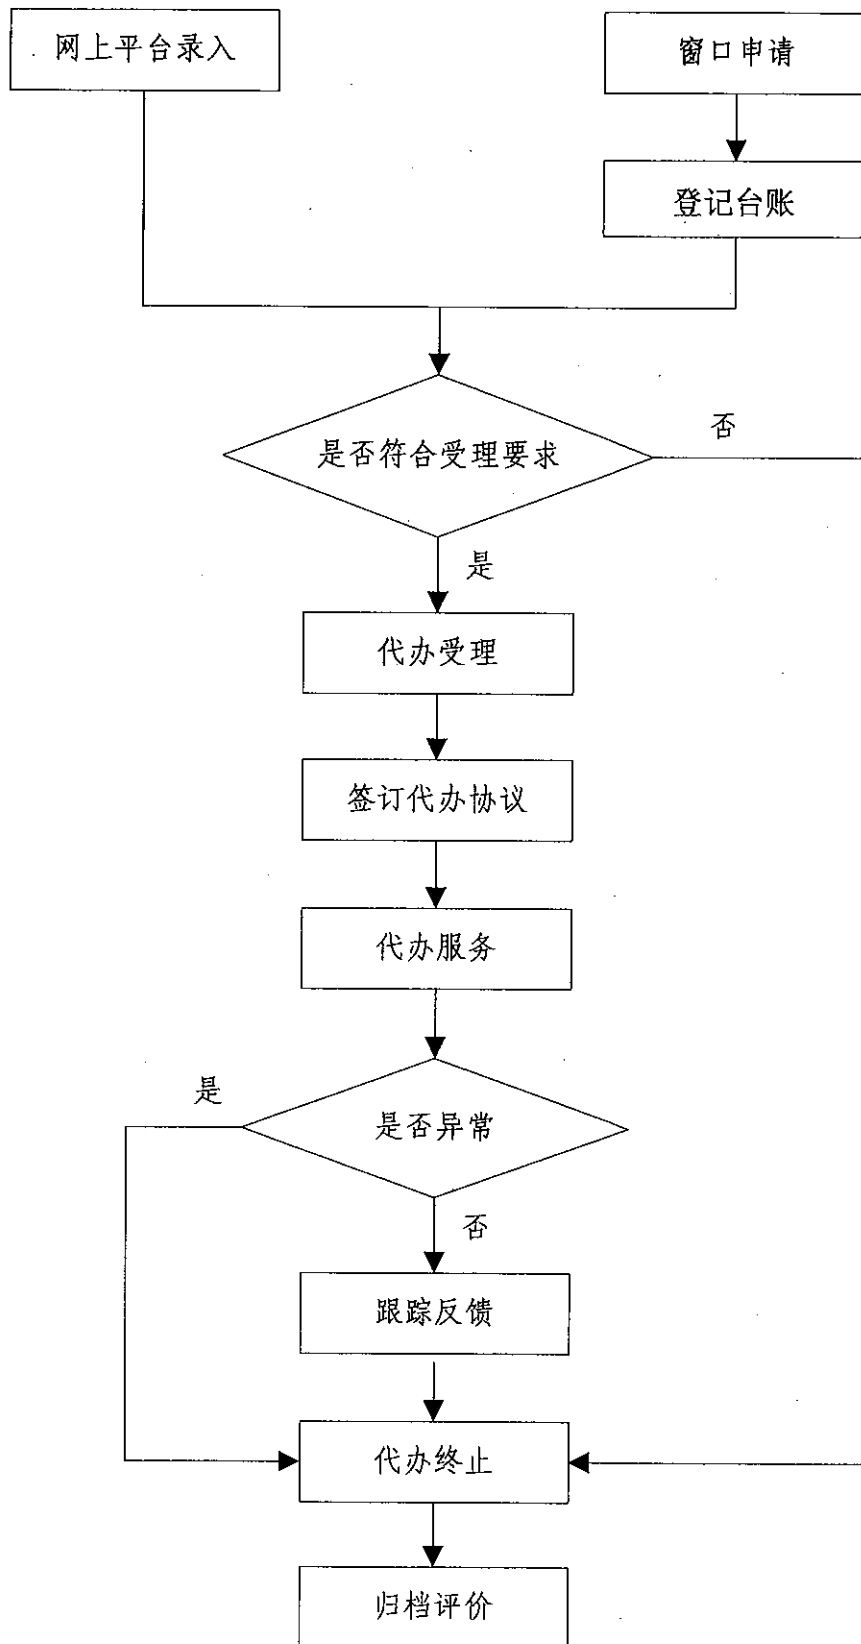 网上平台录入
窗口申请
登记台账
是否符合受理要求
否
是
代办受理
签订代办协议
代办服务
是
是否异常
否
跟踪反馈
代办终止
归档评价